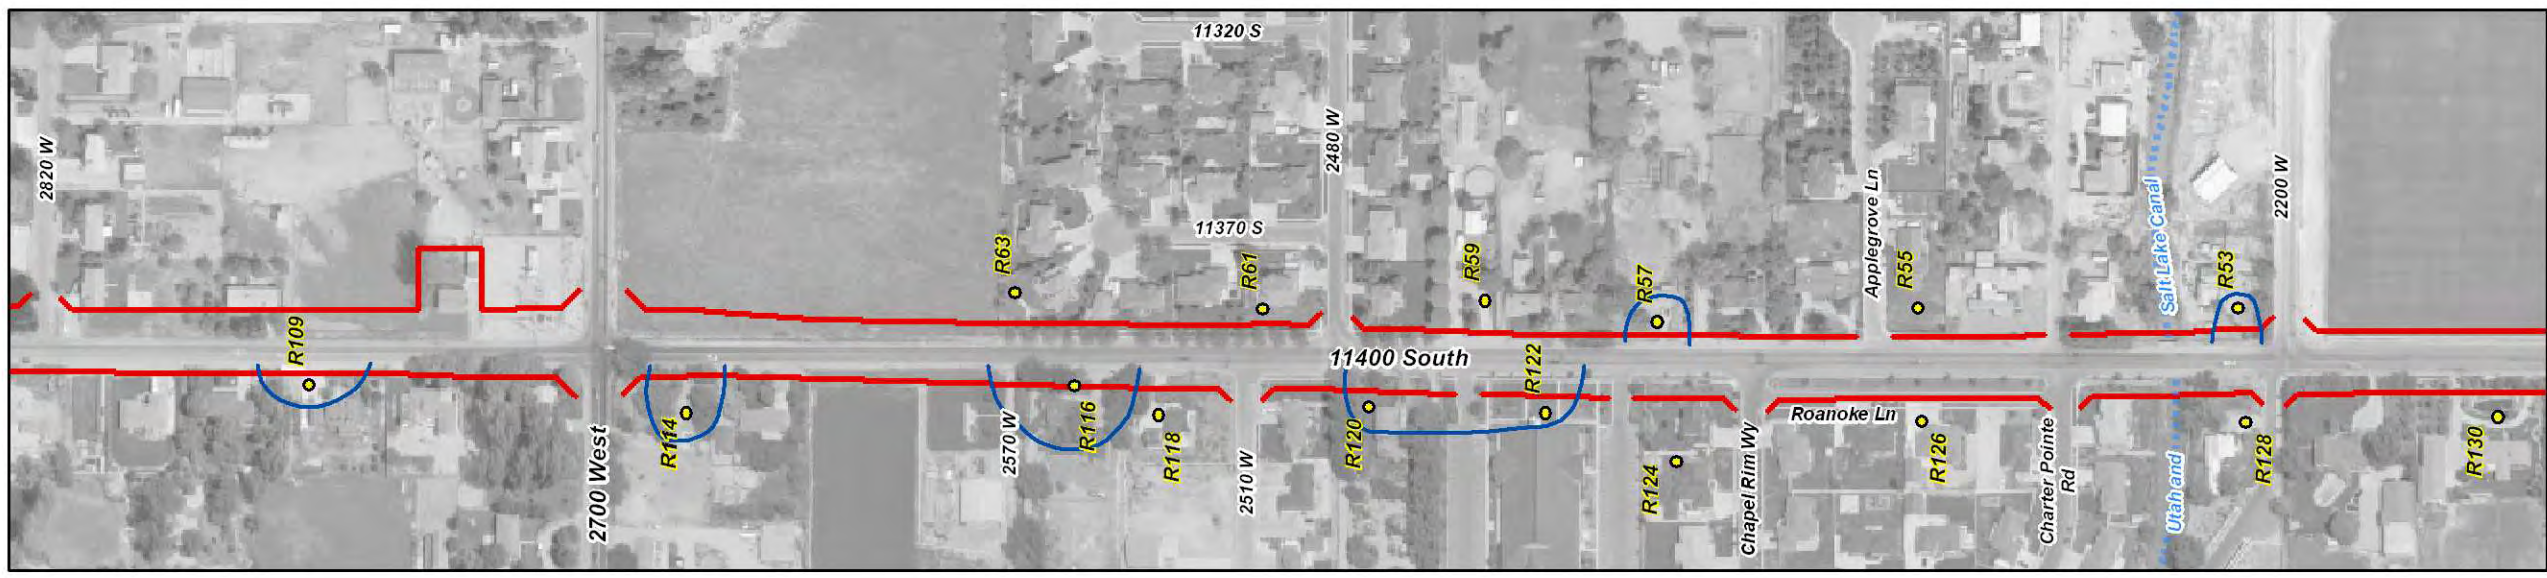 11320 S
2820 W
2480 W
2200 W
Applegrove Ln
Salt Lake Canal
11370 S
R63
R61
R59
R57
R55
R53
R109
11400 South
R122
R114
2570 W
R116
R118
R120
Roanoke Ln
R126
R128
R130
2700 West
2510 W
R124
Chapel Rim Wy
Charter Pointe
Rd
Utah and